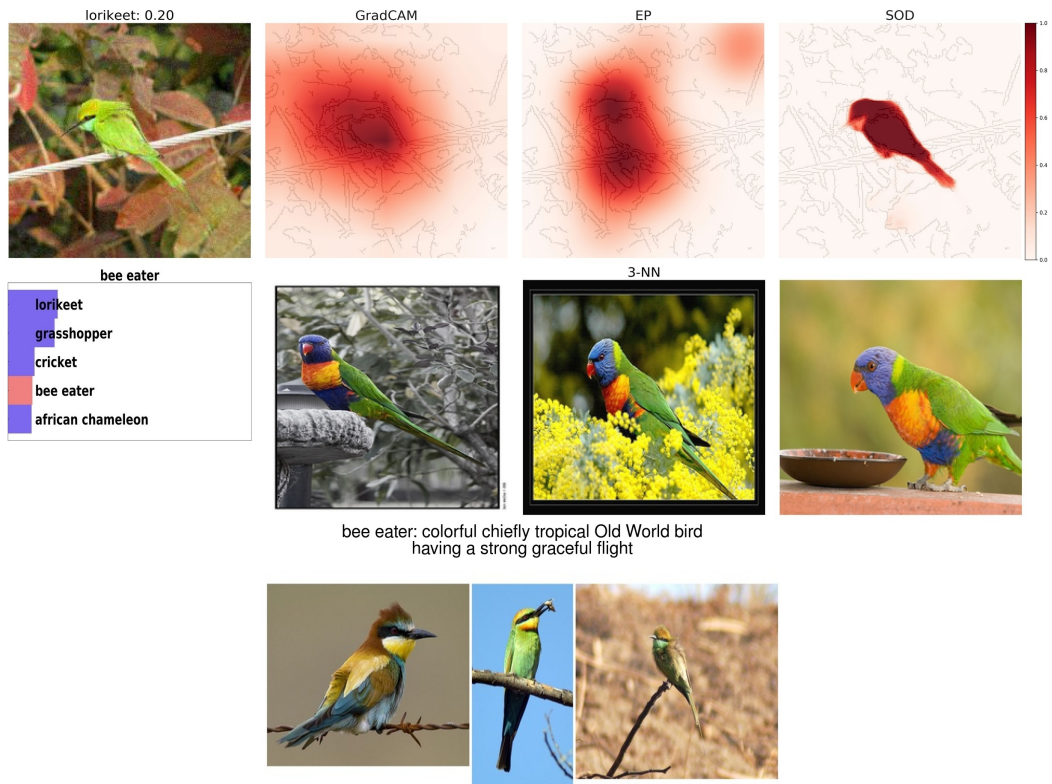 lorikeet: 0.20
GradCAM
EP
SOD
1.0
0.8
0.6
0.4
0.2
0.0
bee eater
lorikeet
grasshopper
cricket
bee eater
african chameleon
3-NN
bee eater: colorful chiefly tropical Old World bird
having a strong graceful flight